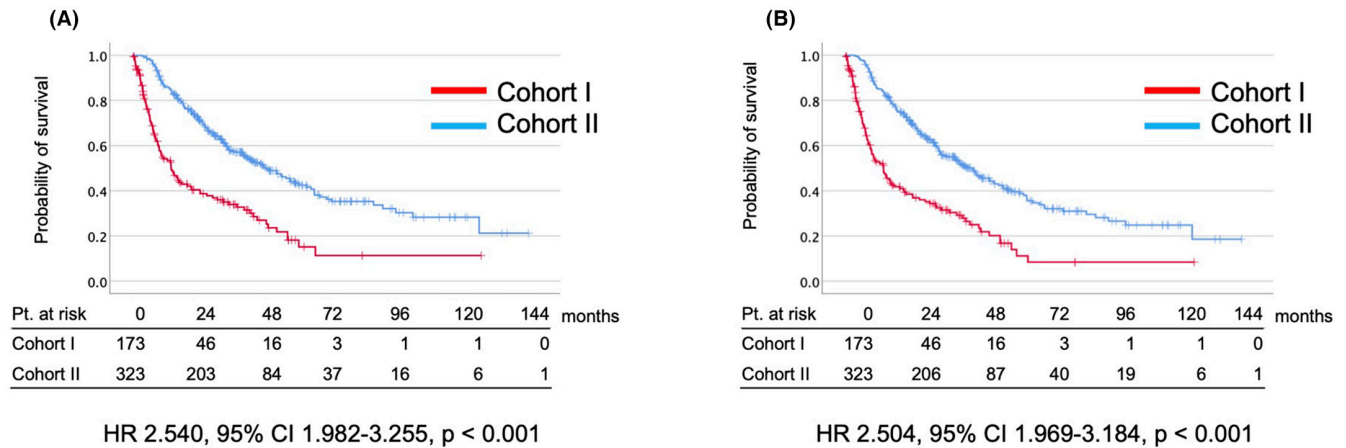 (A)
Probability of survival
1.0
0.8
0.6
0.4
0.2
0.0
Cohort I
Cohort II
Pt. at risk 0 24 48 72 96 120 144 months
Cohort I 173 46 16 3 1 1 0
Cohort II 323 203 84 37 16 6 1
HR 2.540, 95% CI 1.982-3.255, p < 0.001
(B)
Probability of survival
1.0
0.8
0.6
0.4
0.2
0.0
Cohort I
Cohort II
Pt. at risk 0 24 48 72 96 120 144 months
Cohort I 173 46 16 3 1 1 0
Cohort II 323 206 87 40 19 6 1
HR 2.504, 95% CI 1.969-3.184, p < 0.001